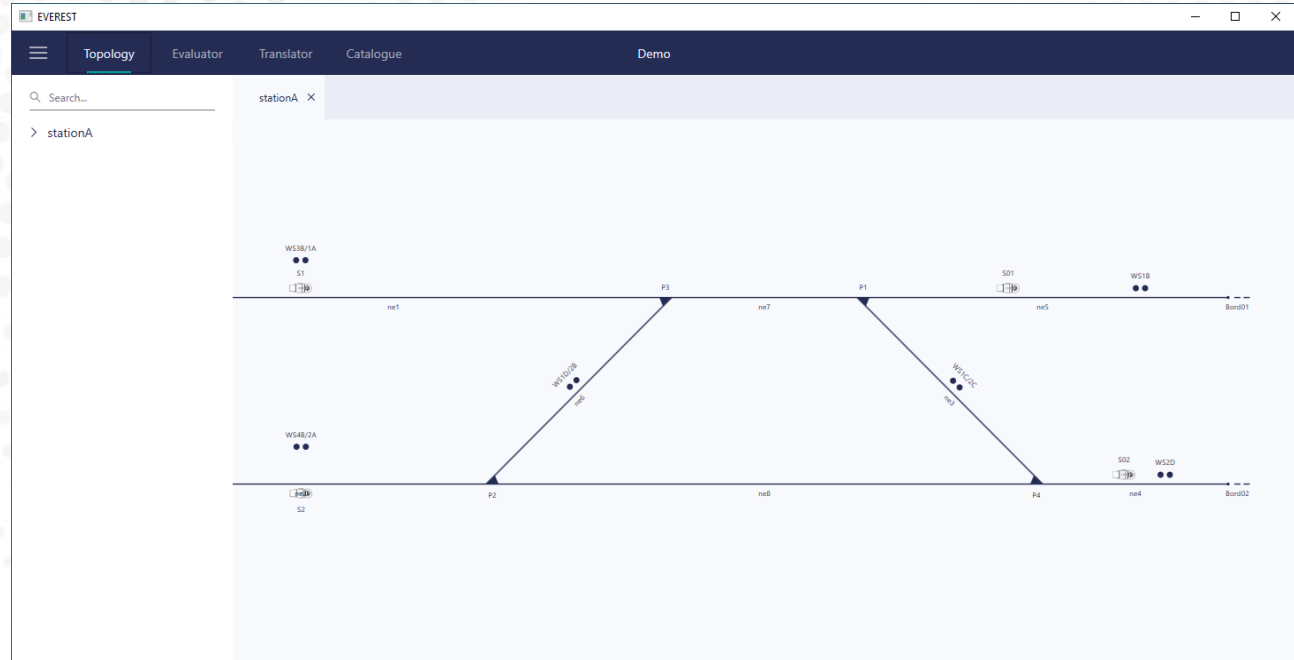 EVEREST
Topology Evaluator Translator Catalogue Demo
Search...
stationA
stationA
WS3B/1A
S1
P3
P1
S01
WS1B
ne1
ne7
ne5
Bord01
WS1D/2B
ne6
WS1C/2C
ne3
WS4B/2A
S02
WS2D
S2
P2
ne8
P4
ne4
Bord02